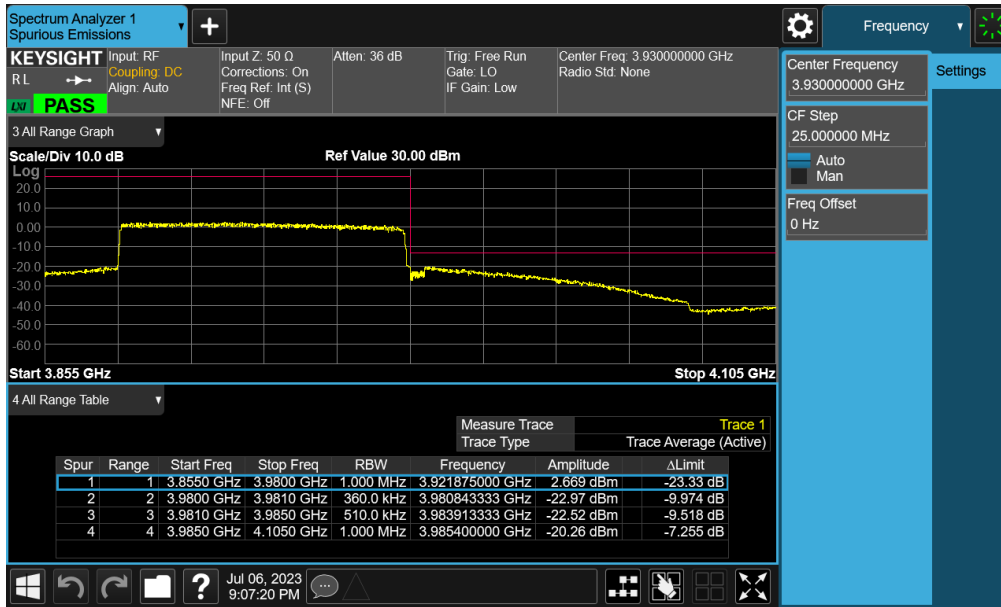 Spectrum Analyzer 1
Spurious Emissions
Frequency
KEYSIGHT
R L
LXI PASS
Input: RF
Coupling: DC
Align: Auto
Input Z: 50 Ω
Corrections: On
Freq Ref: Int (S)
NFE: Off
Atten: 36 dB
Trig: Free Run
Gate: LO
IF Gain: Low
Center Freq: 3.930000000 GHz
Radio Std: None
Center Frequency
3.930000000 GHz
Settings
CF Step
25.000000 MHz
Auto
Man
Freq Offset
0 Hz
3 All Range Graph
Scale/Div 10.0 dB Ref Value 30.00 dBm
Log
20.0
10.0
0.00
-10.0
-20.0
-30.0
-40.0
-50.0
-60.0
Start 3.855 GHz Stop 4.105 GHz
4 All Range Table
Measure Trace Trace 1
Trace Type Trace Average (Active)
Spur Range Start Freq Stop Freq RBW Frequency Amplitude ΔLimit
1 1 3.8550 GHz 3.9800 GHz 1.000 MHz 3.921875000 GHz 2.669 dBm -23.33 dB
2 2 3.9800 GHz 3.9810 GHz 360.0 kHz 3.980843333 GHz -22.97 dBm -9.974 dB
3 3 3.9810 GHz 3.9850 GHz 510.0 kHz 3.983913333 GHz -22.52 dBm -9.518 dB
4 4 3.9850 GHz 4.1050 GHz 1.000 MHz 3.985400000 GHz -20.26 dBm -7.255 dB
?
Jul 06, 2023
9:07:20 PM